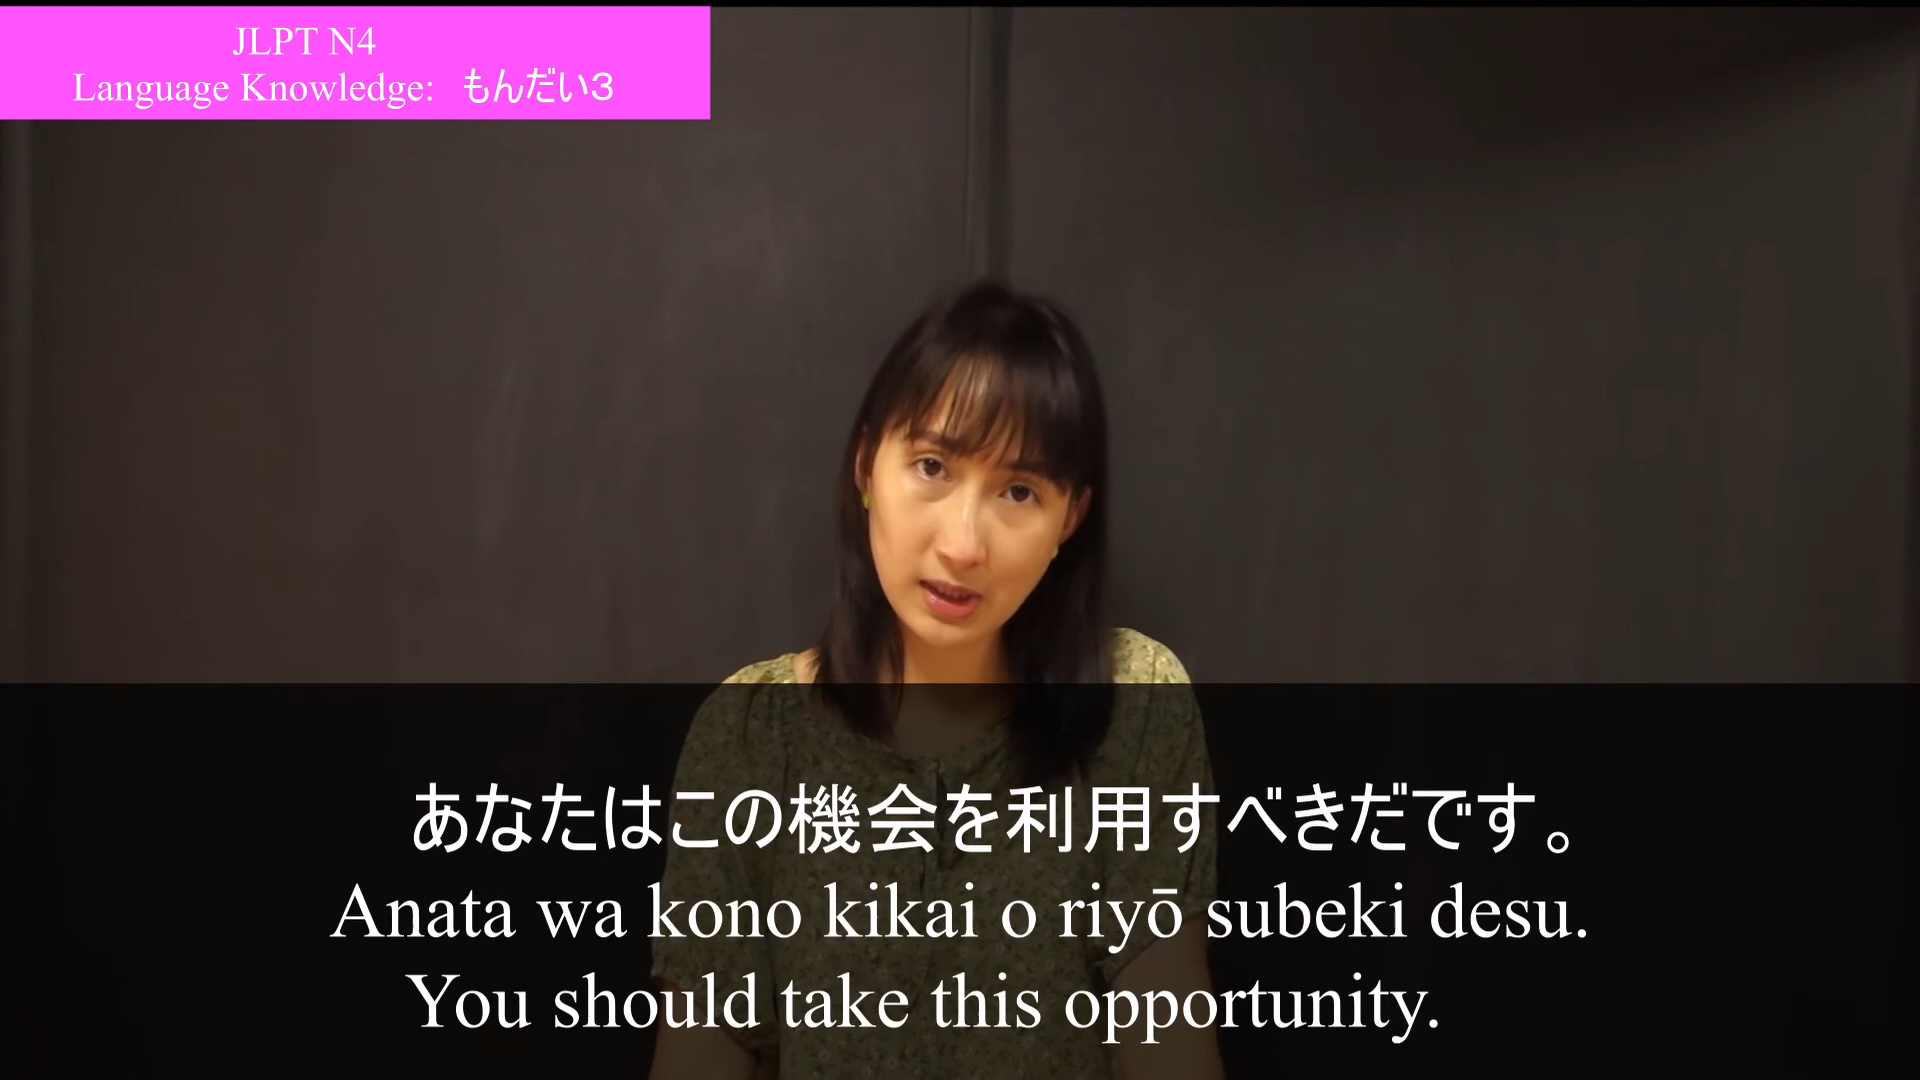 JLPT N4
Language Knowledge: もんだい３
あなたはこの機会を利用すべきだです。
Anata wa kono kikai o riyō subeki desu.
You should take this opportunity.